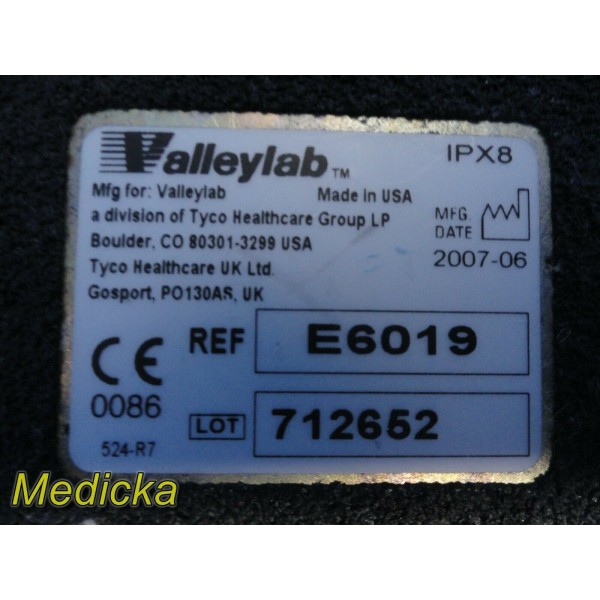 Valleylab™
IPX8
Mfg for: Valleylab Made in USA
a division of Tyco Healthcare Group LP
Boulder, CO 80301-3299 USA
Tyco Healthcare UK Ltd.
Gosport, PO130AS, UK
MFG.
DATE
2007-06
REF E6019
CE
0086
LOT 712652
524-R7
Medicka